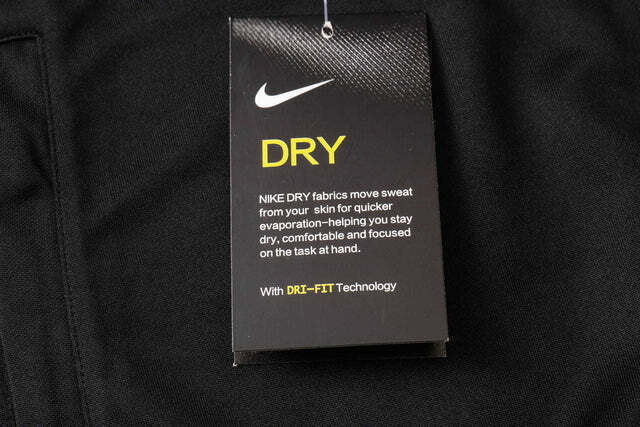 DRY
NIKE DRY fabrics move sweat
from your skin for quicker
evaporation—helping you stay
dry, comfortable and focused
on the task at hand.
With DRI-FIT Technology